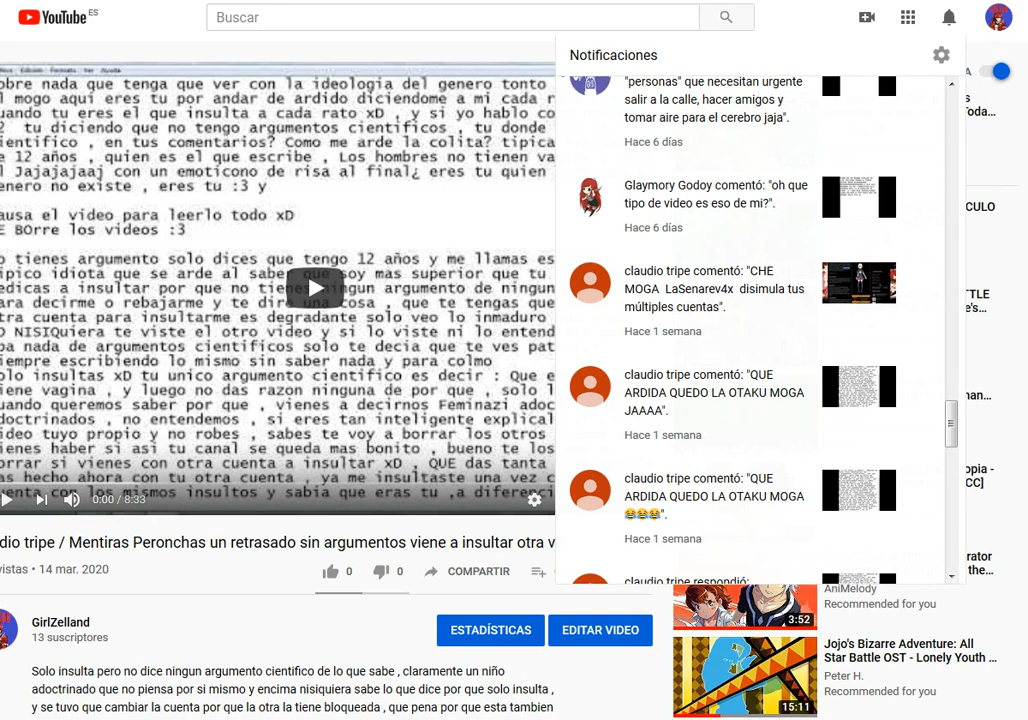 YouTube ES
Buscar
Notificaciones
obre nada que tenga que ver con la ideologia del genero tonto
l mogo aqui eres tu por andar de ardido diciendome a mi cada r
uando tu eres el que insulta a cada rato xD , y si yo hablo co
? tu diciendo que no tengo argumentos cientificos , tu donde
ientifico , en tus comentarios? Como me arde la colita? tipica
e 12 años , quien es el que escribe , Los hombres no tienen va
l Jajajajaaj con un emoticono de risa al final¿ eres tu quien
enero no existe , eres tu :3 y
ausa el video para leerlo todo xD
E BOrre los videos :3
o tienes argumento solo dices que tengo 12 años y me llamas es
ipico idiota que se arde al saber que soy mas superior que tu
edicas a insultar por que no tienes ningun argumento de ningun
ara decirme o rebajarme y te dire una cosa , que te tengas que
tra cuenta para insultarme es degradante solo veo lo inmaduro
O NISIQuiera te viste el otro video y si lo viste ni lo entend
ba nada de argumentos cientificos solo te decia que te ves pat
iempre escribiendo lo mismo sin saber nada y para colmo
olo insultas xD tu unico argumento cientifico es decir : Que e
iene vagina , y luego no das razon ninguna de por que , solo l
uando queremos saber por que , vienes a decirnos Feminazi adoc
doctrinados , no entendemos , si eres tan inteligente explical
ideo tuyo propio y no robes , sabes te voy a borrar los otros
ienes haber si asi tu canal se queda mas bonito , bueno te los
orrar si vienes con otra cuenta a insultar xD , QUE das tanta
as hecho ahora con tu otra cuenta , ya me insultaste una vez c
uenta con los mismos insultos y sabia que eras tu ,a diferenci
0:00 / 8:33
"personas" que necesitan urgente
salir a la calle, hacer amigos y
tomar aire para el cerebro jaja".
Hace 6 días
Glaymory Godoy comentó: "oh que
tipo de video es eso de mi?".
Hace 6 días
claudio tripe comentó: "CHE
MOGA LaSenarev4x disimula tus
múltiples cuentas".
Hace 1 semana
claudio tripe comentó: "QUE
ARDIDA QUEDO LA OTAKU MOGA
JAAAA".
Hace 1 semana
claudio tripe comentó: "QUE
ARDIDA QUEDO LA OTAKU MOGA
😂😂😂".
Hace 1 semana
claudio tripe respondió:
dio tripe / Mentiras Peronchas un retrasado sin argumentos viene a insultar otra v
vistas • 14 mar. 2020
0
0
COMPARTIR
GirlZelland
13 suscriptores
ESTADÍSTICAS
EDITAR VIDEO
Solo insulta pero no dice ningun argumento cientifico de lo que sabe , claramente un niño
adoctrinado que no piensa por si mismo y encima nisiquiera sabe lo que dice por que solo insulta ,
y se tuvo que cambiar la cuenta por que la otra la tiene bloqueada , que pena por que esta tambien
A
s
Toda...
CULO
TLE
e's...
nan...
opia -
CC]
rator
the...
AniMelody
Recommended for you
3:52
Jojo's Bizarre Adventure: All
Star Battle OST - Lonely Youth ...
Peter H.
Recommended for you
15:11